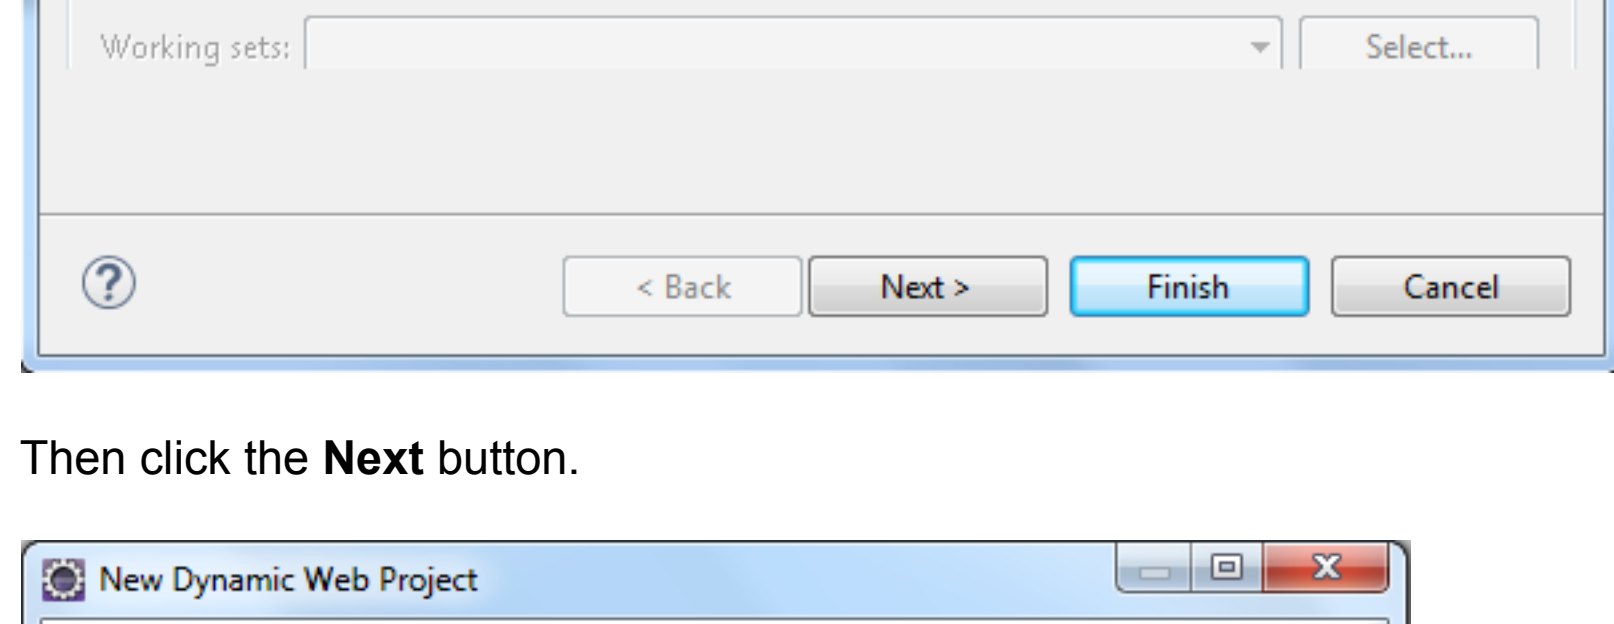 Working sets: Select...
? < Back Next > Finish Cancel
Then click the Next button.
New Dynamic Web Project